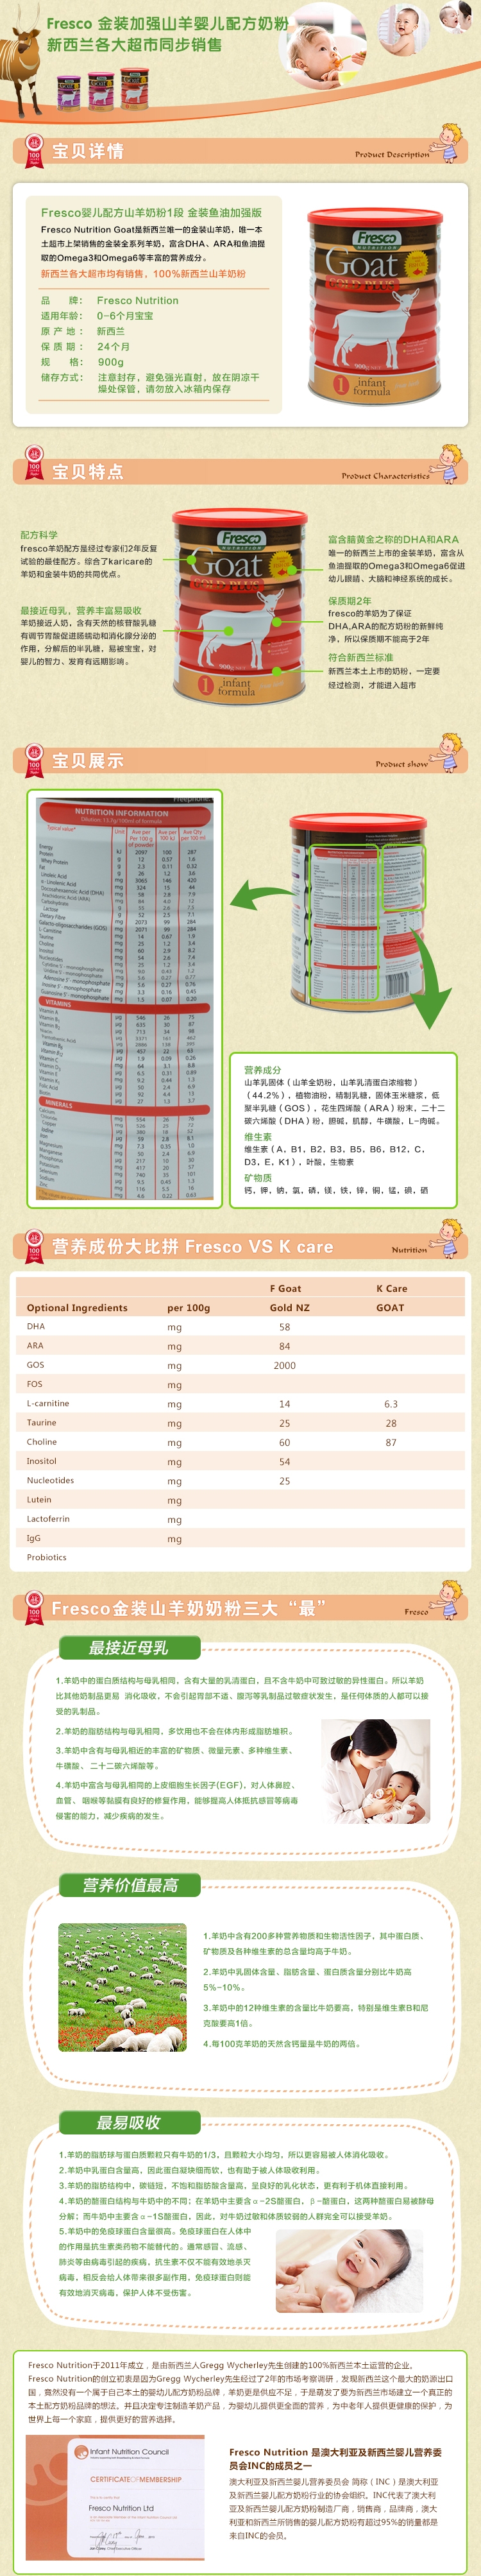 Fresco 金装加强山羊婴儿配方奶粉
新西兰各大超市同步销售
宝贝详情
Product Description
Fresco婴儿配方山羊奶粉1段 金装鱼油加强版
Fresco Nutrition Goat是新西兰唯一的金装山羊奶，唯一本
土超市上架销售的金装全系列羊奶，富含DHA、ARA和鱼油提
取的Omega3和Omega6等丰富的营养成分。
新西兰各大超市均有销售，100%新西兰山羊奶粉
品 牌： Fresco Nutrition
适用年龄： 0-6个月宝宝
原 产 地： 新西兰
保 质 期： 24个月
规 格： 900g
储存方式： 注意封存，避免强光直射，放在阴凉干
燥处保管，请勿放入冰箱内保存
Fresco
NUTRITION
Goat
GOLD PLUS
900g
1 infant
formula
宝贝特点
Product Characteristics
配方科学
fresco羊奶配方是经过专家们2年反复
试验的最佳配方。综合了karicare的
羊奶和金装牛奶的共同优点。
最接近母乳，营养丰富易吸收
羊奶接近人奶，含有天然的核苷酸乳糖
有调节胃酸促进肠蠕动和消化腺分泌的
作用，分解后的半乳糖，易被宝宝，对
婴儿的智力、发育有远期影响。
Fresco
NUTRITION
Goat
GOLD PLUS
900g
1 infant
formula
富含脑黄金之称的DHA和ARA
唯一的新西兰上市的金装羊奶，富含从
鱼油提取的Omega3和Omega6促进
幼儿眼睛、大脑和神经系统的成长。
保质期2年
fresco的羊奶为了保证
DHA,ARA的配方奶粉的新鲜纯
净，所以保质期不能高于2年
符合新西兰标准
新西兰本土上市的奶粉，一定要
经过检测，才能进入超市
宝贝展示
Product show
NUTRITION INFORMATION
VITAMINS
MINERALS
营养成分
山羊乳固体（山羊全奶粉，山羊乳清蛋白浓缩物）
（44.2%），植物油粉，精制乳糖，固体玉米糖浆，低
聚半乳糖（GOS），花生四烯酸（ARA）粉末，二十二
碳六烯酸（DHA）粉，胆碱，肌醇，牛磺酸，L-肉碱。
维生素
维生素（A，B1，B2，B3，B5，B6，B12，C，
D3，E，K1），叶酸，生物素
矿物质
钙，钾，钠，氯，磷，镁，铁，锌，铜，锰，碘，硒
营养成份大比拼 Fresco VS K care
Nutrition
F Goat K Care
Optional Ingredients per 100g Gold NZ GOAT
DHA mg 58
ARA mg 84
GOS mg 2000
FOS mg
L-carnitine mg 14 6.3
Taurine mg 25 28
Choline mg 60 87
Inositol mg 54
Nucleotides mg 25
Lutein mg
Lactoferrin mg
IgG mg
Probiotics
Fresco金装山羊奶奶粉三大“最”
Fresco
最接近母乳
1.羊奶中的蛋白质结构与母乳相同，含有大量的乳清蛋白，且不含牛奶中可致过敏的异性蛋白。所以羊奶
比其他奶制品更易 消化吸收，不会引起胃部不适、腹泻等乳制品过敏症状发生，是任何体质的人都可以接
受的乳制品。
2.羊奶的脂肪结构与母乳相同，多饮用也不会在体内形成脂肪堆积。
3.羊奶中含有与母乳相近的丰富的矿物质、微量元素、多种维生素、
牛磺酸、 二十二碳六烯酸等。
4.羊奶中富含与母乳相同的上皮细胞生长因子(EGF)，对人体鼻腔、
血管、 咽喉等黏膜有良好的修复作用，能够提高人体抵抗感冒等病毒
侵害的能力，减少疾病的发生。
营养价值最高
1.羊奶中含有200多种营养物质和生物活性因子，其中蛋白质、
矿物质及各种维生素的总含量均高于牛奶。
2.羊奶中乳固体含量、脂肪含量、蛋白质含量分别比牛奶高
5%-10%。
3.羊奶中的12种维生素的含量比牛奶要高，特别是维生素B和尼
克酸要高1倍。
4.每100克羊奶的天然含钙量是牛奶的两倍。
最易吸收
1.羊奶的脂肪球与蛋白质颗粒只有牛奶的1/3，且颗粒大小均匀，所以更容易被人体消化吸收。
2.羊奶中乳蛋白含量高，因此蛋白凝块细而软，也有助于被人体吸收利用。
3.羊奶的脂肪结构中，碳链短，不饱和脂肪酸含量高，呈良好的乳化状态，更有利于机体直接利用。
4.羊奶的酪蛋白结构与牛奶中的不同；在羊奶中主要含α-2S酪蛋白，β-酪蛋白，这两种酪蛋白易被酵母
分解；而牛奶中主要含α-1S酪蛋白，因此，对牛奶过敏和体质较弱的人群完全可以接受羊奶。
5.羊奶中的免疫球蛋白含量很高。免疫球蛋白在人体中
的作用是抗生素类药物不能替代的。通常感冒、流感、
肺炎等由病毒引起的疾病，抗生素不仅不能有效地杀灭
病毒，相反会给人体带来很多副作用，免疫球蛋白则能
有效地消灭病毒，保护人体不受伤害。
Fresco Nutrition于2011年成立，是由新西兰人Gregg Wycherley先生创建的100%新西兰本土运营的企业。
Fresco Nutrition的创立初衷是因为Gregg Wycherley先生经过了2年的市场考察调研，发现新西兰这个最大的奶源出口
国，竟然没有一个属于自己本土的婴幼儿配方奶粉品牌，羊奶更是供应不足，于是萌发了要为新西兰市场建立一个真正的
本土配方奶粉品牌的想法。并且决定专注制造羊奶产品，为婴幼儿提供更全面的营养，为中老年人提供更健康的保护，为
世界上每一个家庭，提供更好的营养选择。
Infant Nutrition Council
CERTIFICATE OF MEMBERSHIP
Fresco Nutrition Ltd
Fresco Nutrition 是澳大利亚及新西兰婴儿营养委
员会INC的成员之一
澳大利亚及新西兰婴儿营养委员会 简称（INC）是澳大利亚
及新西兰婴儿配方奶粉行业的协会组织。INC代表了澳大利
亚及新西兰婴儿配方奶粉制造厂商，销售商，品牌商，澳大
利亚和新西兰所销售的婴儿配方奶粉有超过95%的销量都是
来自INC的会员。